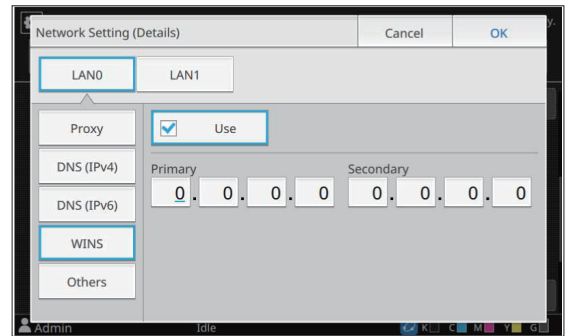 Network Setting (Details) Cancel OK
LAN0 LAN1
Proxy Use
DNS (IPv4) Primary Secondary
0. 0. 0. 0 0. 0. 0. 0
DNS (IPv6)
WINS
Others
Admin Idle K C M Y G